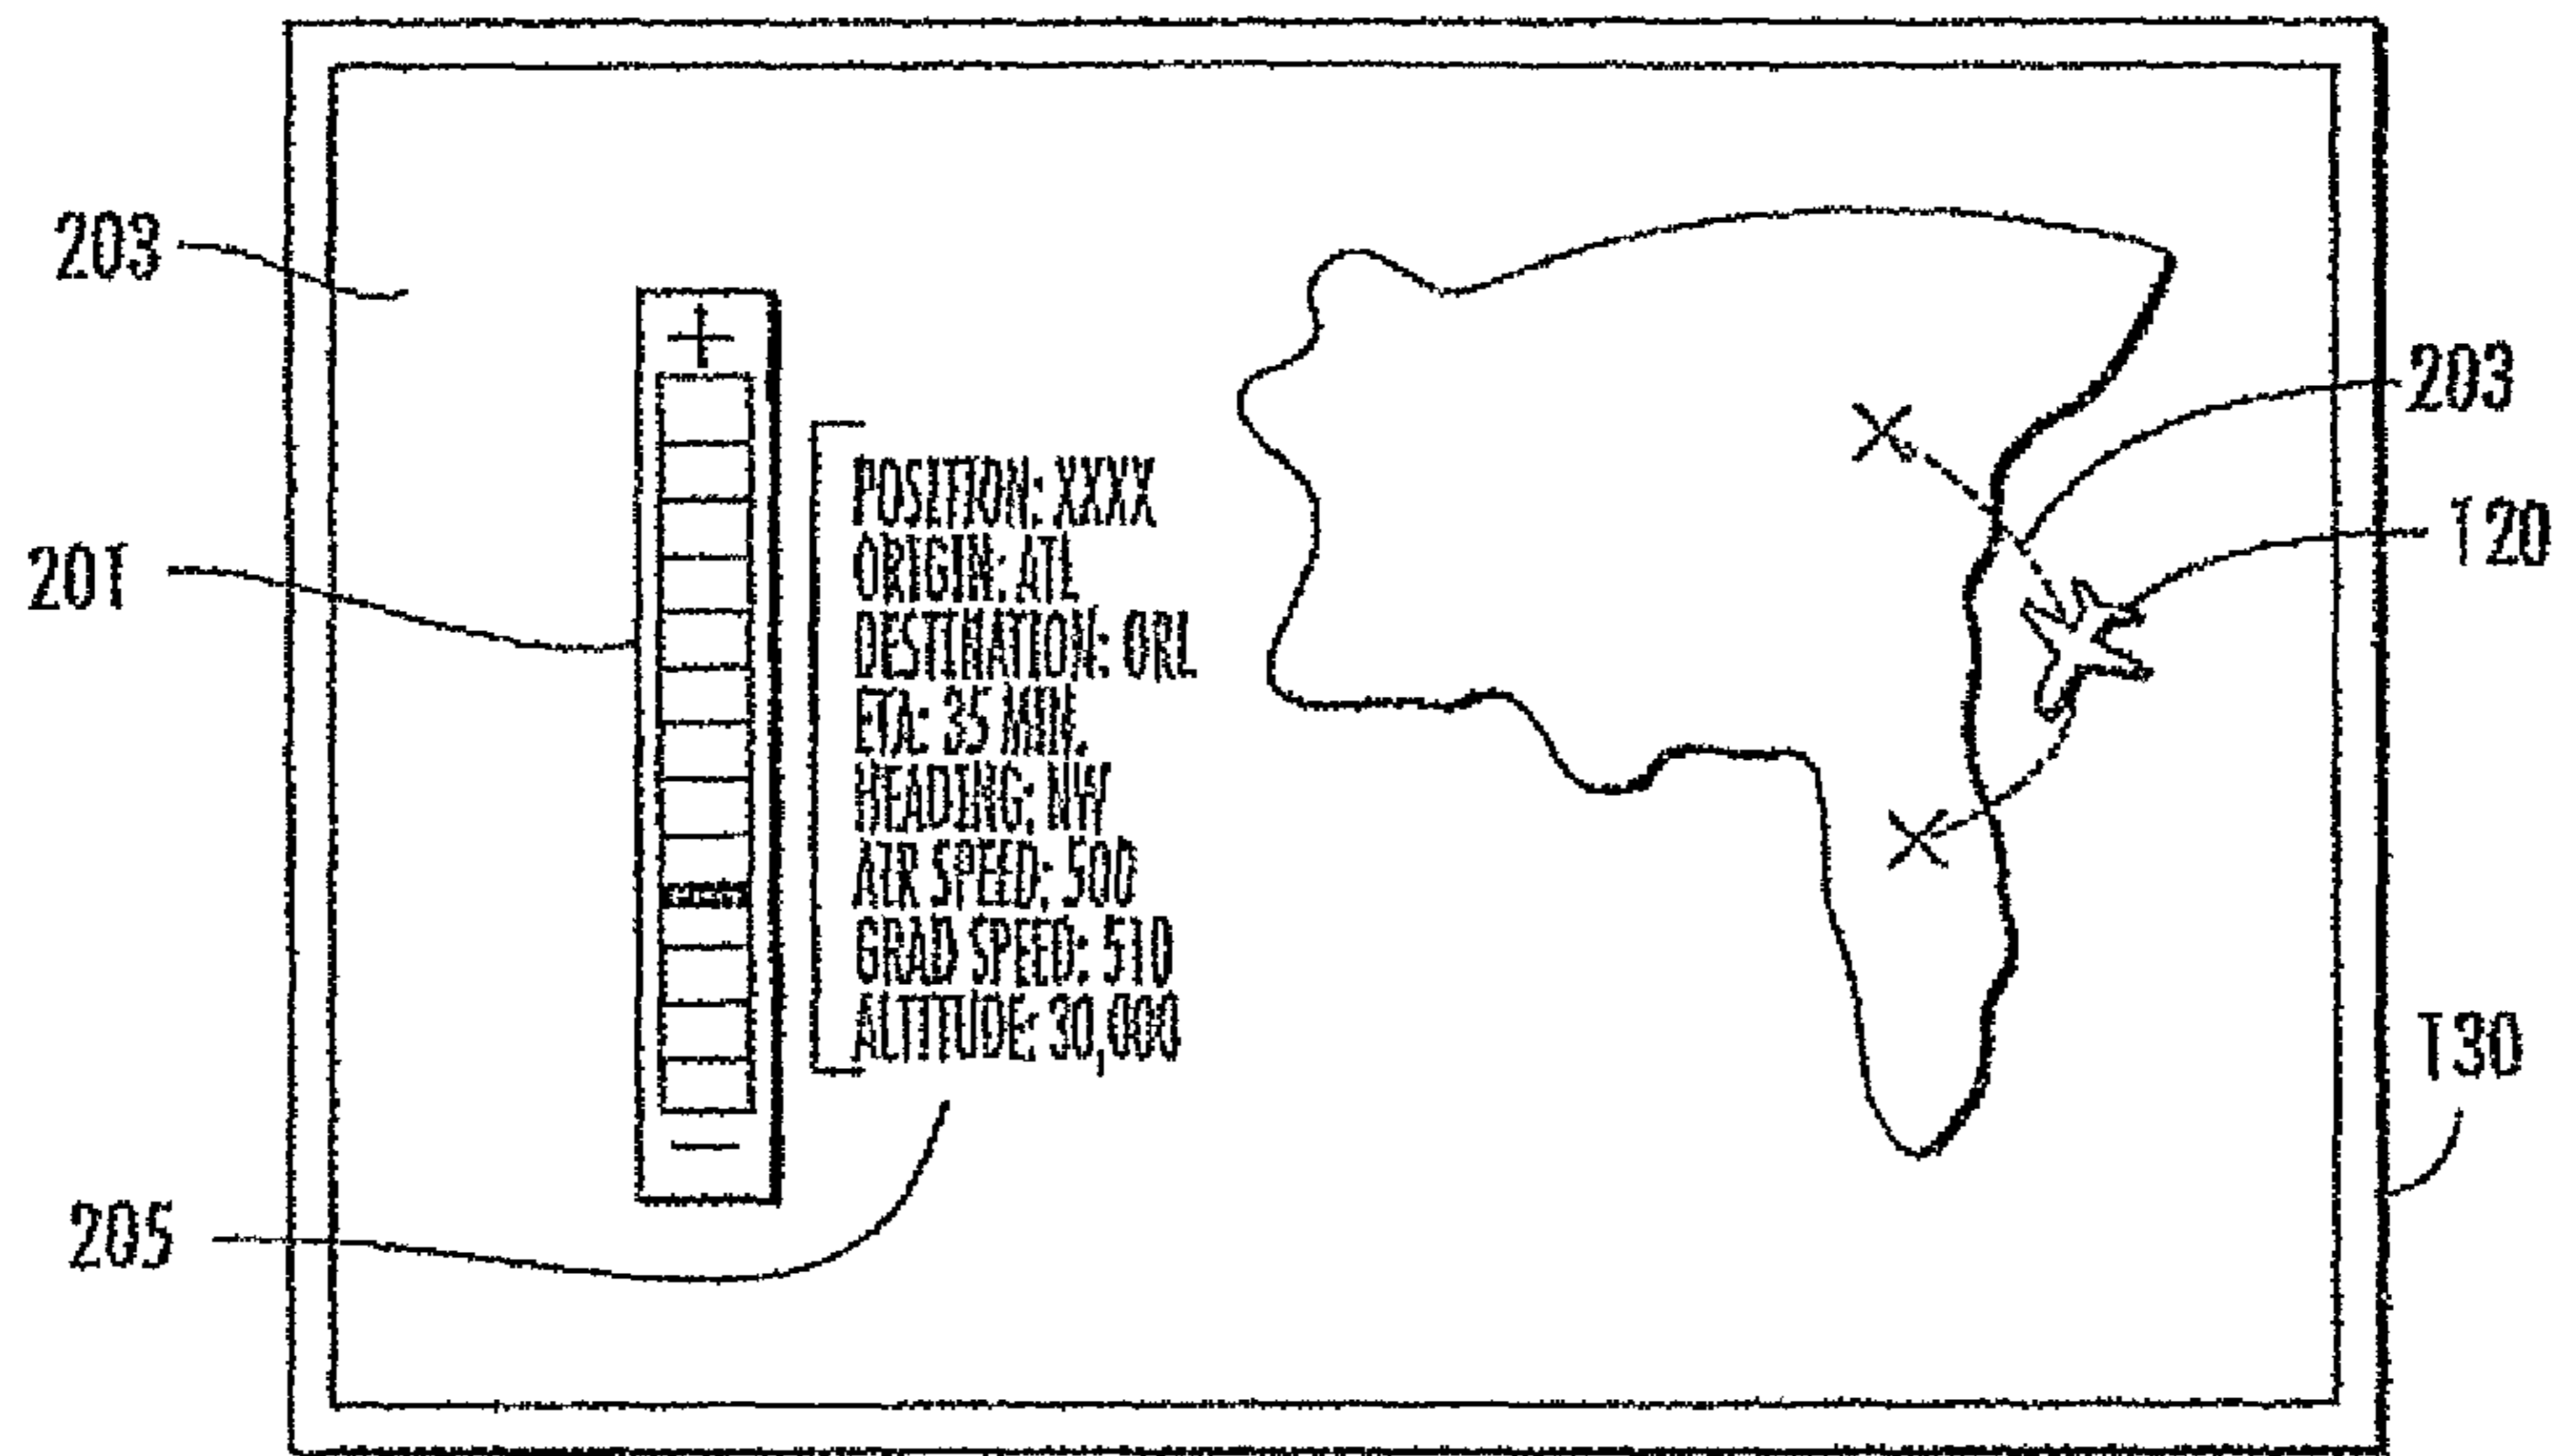 203
+
201
POSITION: XXXX
ORIGIN: ATL
DESTINATION: ORL
ETA: 35 MIN.
HEADING: NW
AIR SPEED: 500
GRAD SPEED: 510
ALTITUDE: 30,000
—
205
203
120
130